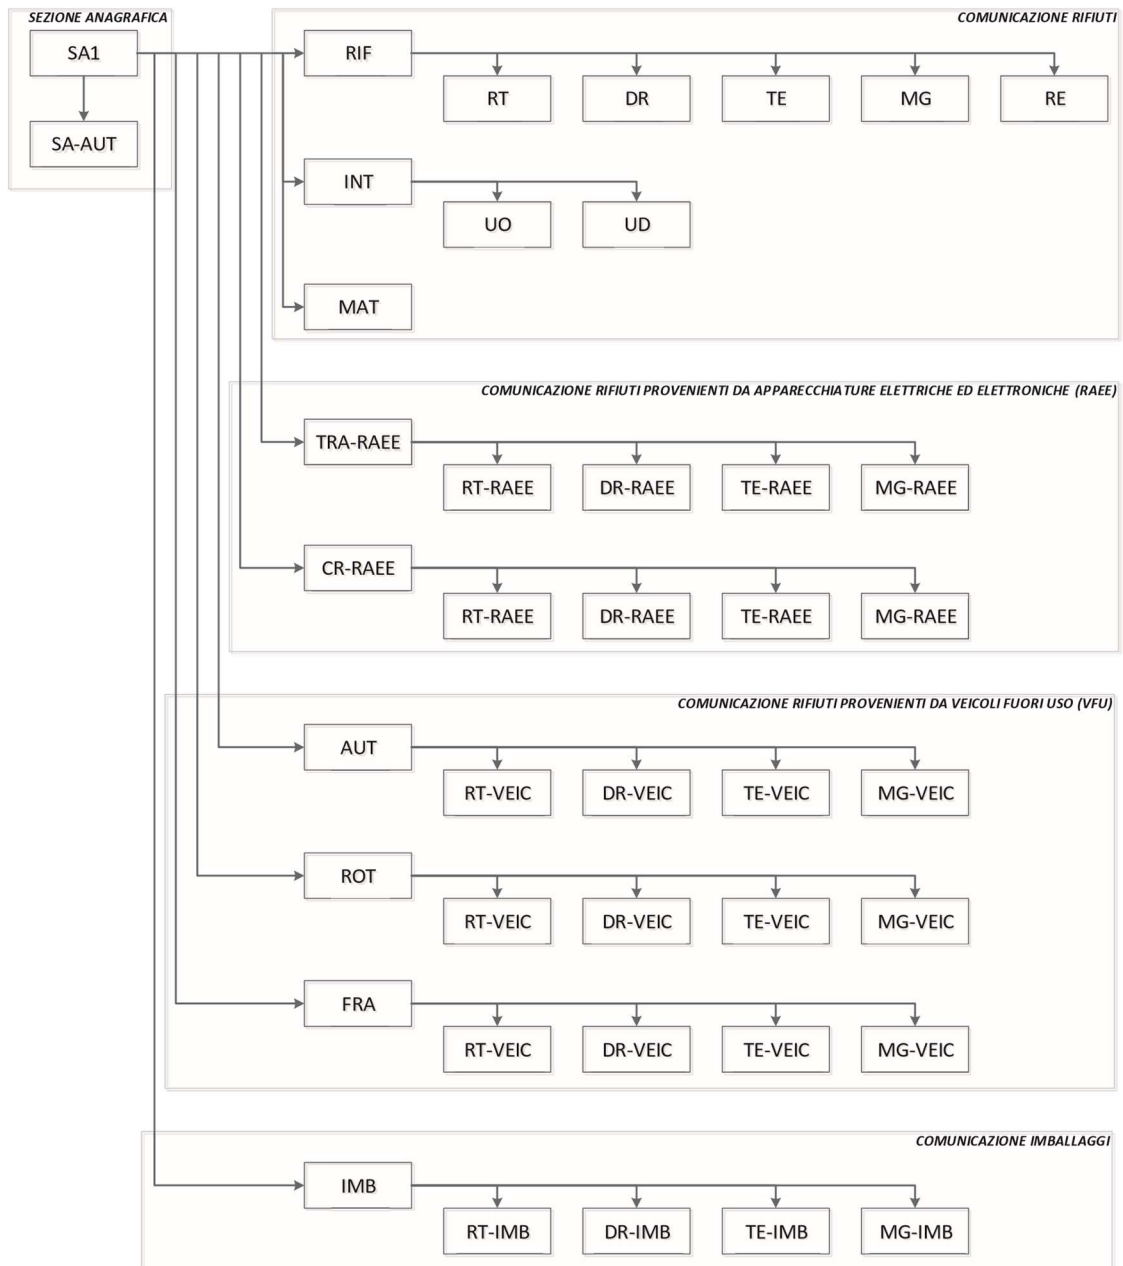 SEZIONE ANAGRAFICA
SA1
SA-AUT
COMUNICAZIONE RIFIUTI
RIF
RT DR TE MG RE
INT
UO UD
MAT
COMUNICAZIONE RIFIUTI PROVENIENTI DA APPARECCHIATURE ELETTRICHE ED ELETTRONICHE (RAEE)
TRA-RAEE
RT-RAEE DR-RAEE TE-RAEE MG-RAEE
CR-RAEE
RT-RAEE DR-RAEE TE-RAEE MG-RAEE
COMUNICAZIONE RIFIUTI PROVENIENTI DA VEICOLI FUORI USO (VFU)
AUT
RT-VEIC DR-VEIC TE-VEIC MG-VEIC
ROT
RT-VEIC DR-VEIC TE-VEIC MG-VEIC
FRA
RT-VEIC DR-VEIC TE-VEIC MG-VEIC
COMUNICAZIONE IMBALLAGGI
IMB
RT-IMB DR-IMB TE-IMB MG-IMB